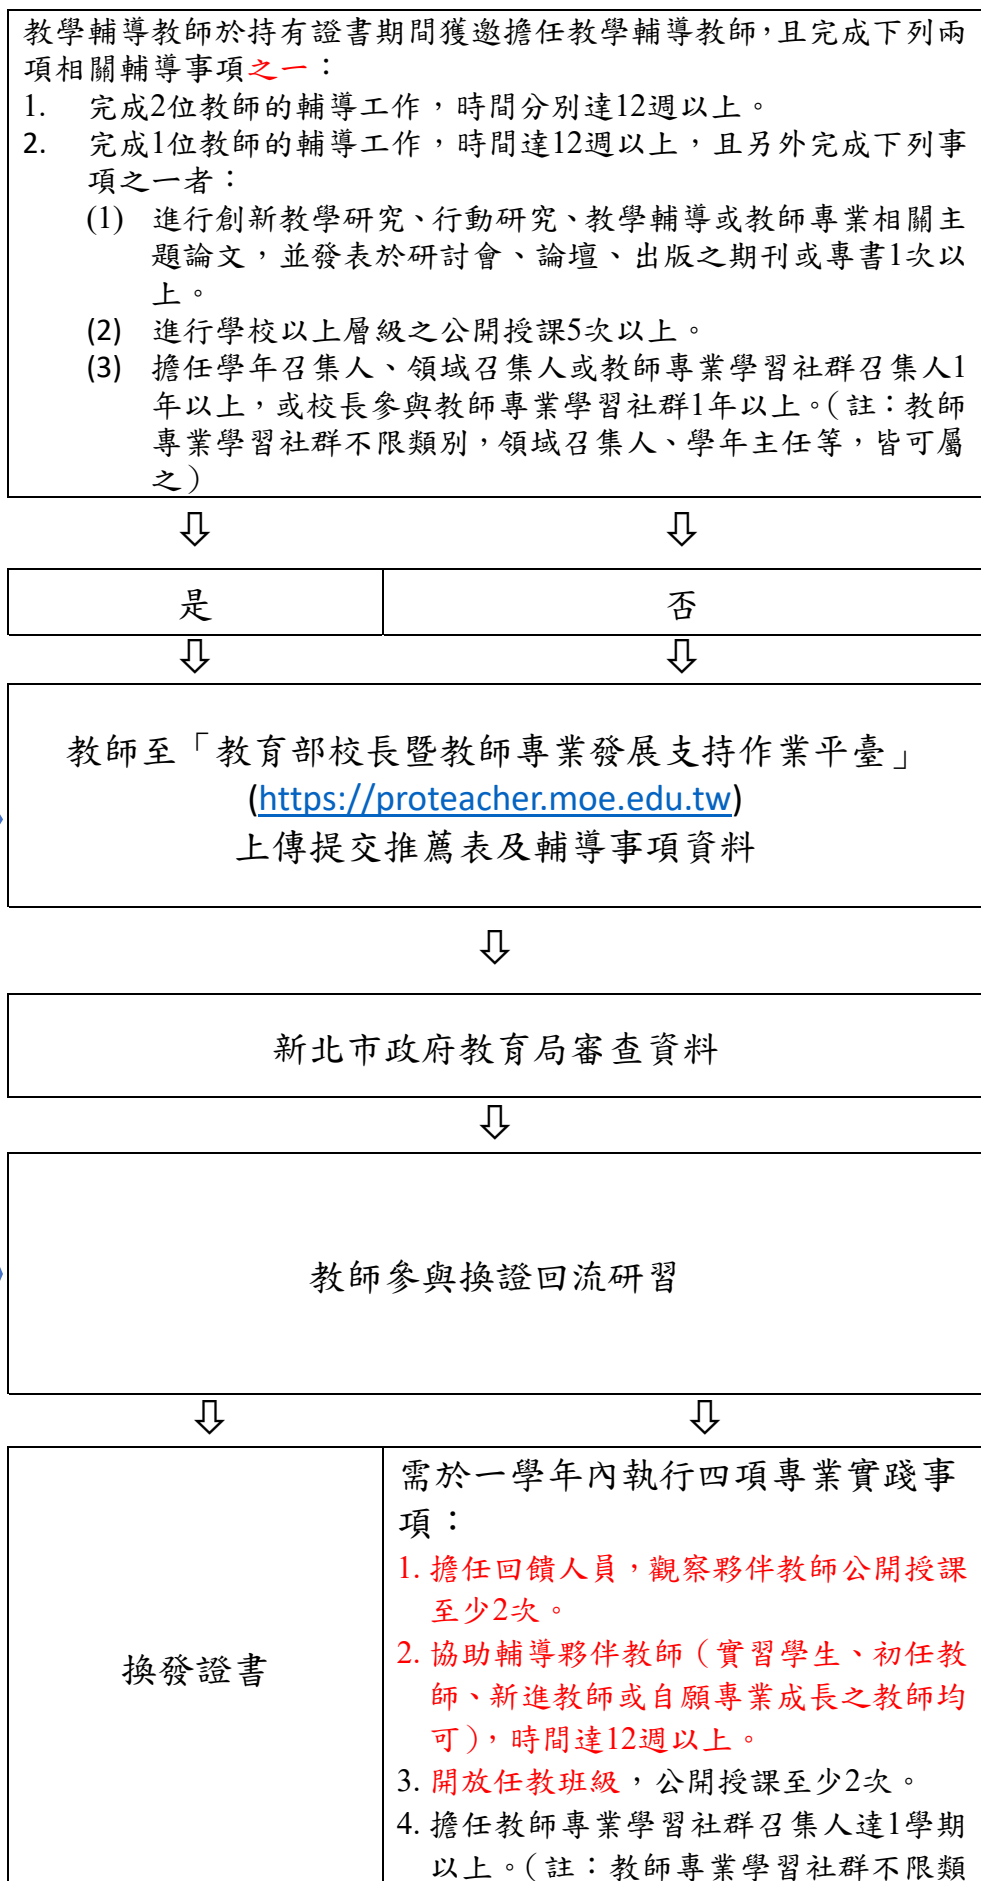 教學輔導教師於持有證書期間獲邀擔任教學輔導教師，且完成下列兩
項相關輔導事項之一：
1. 完成2位教師的輔導工作，時間分別達12週以上。
2. 完成1位教師的輔導工作，時間達12週以上，且另外完成下列事
項之一者：
(1) 進行創新教學研究、行動研究、教學輔導或教師專業相關主
題論文，並發表於研討會、論壇、出版之期刊或專書1次以
上。
(2) 進行學校以上層級之公開授課5次以上。
(3) 擔任學年召集人、領域召集人或教師專業學習社群召集人1
年以上，或校長參與教師專業學習社群1年以上。（註：教師
專業學習社群不限類別，領域召集人、學年主任等，皆可屬
之）
是
否
教師至「教育部校長暨教師專業發展支持作業平臺」
(https://proteacher.moe.edu.tw)
上傳提交推薦表及輔導事項資料
新北市政府教育局審查資料
教師參與換證回流研習
換發證書
需於一學年內執行四項專業實踐事
項：
1. 擔任回饋人員，觀察夥伴教師公開授課
至少2次。
2. 協助輔導夥伴教師（實習學生、初任教
師、新進教師或自願專業成長之教師均
可），時間達12週以上。
3. 開放任教班級，公開授課至少2次。
4. 擔任教師專業學習社群召集人達1學期
以上。（註：教師專業學習社群不限類